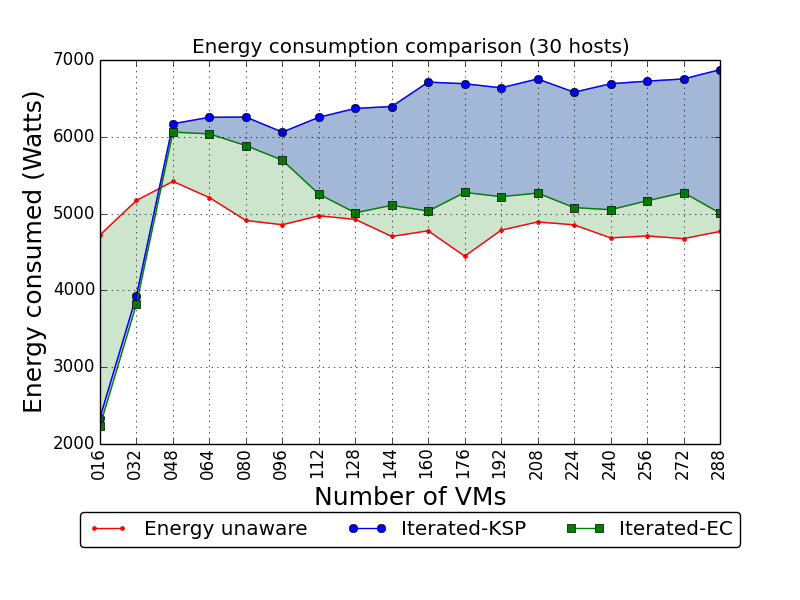 Energy consumption comparison (30 hosts)
7000
6000
5000
4000
3000
2000
Energy consumed (Watts)
016 032 048 064 080 096 112 128 144 160 176 192 208 224 240 256 272 288
Number of VMs
Energy unaware Iterated-KSP Iterated-EC